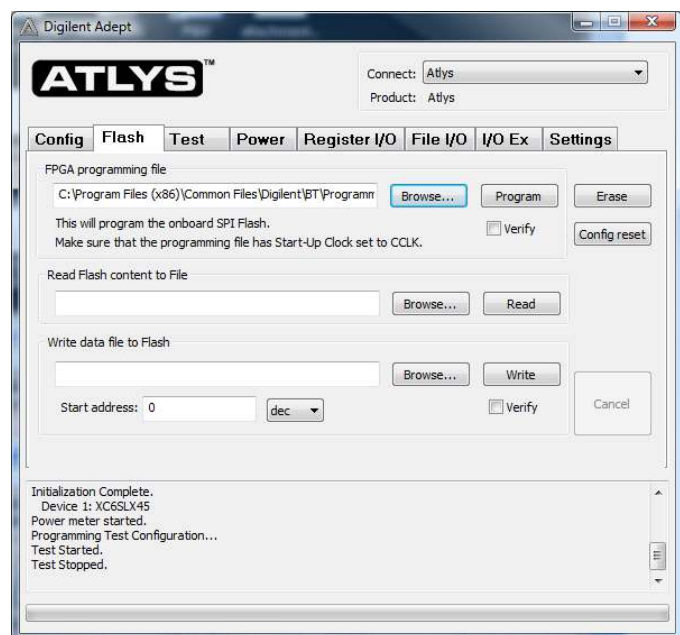 Digilent Adept
ATLYS™
Connect: Atlys
Product: Atlys
Config Flash Test Power Register I/O File I/O I/O Ex Settings
FPGA programming file
C:\Program Files (x86)\Common Files\Digilent\BT\Programm Browse... Program Erase
This will program the onboard SPI Flash.
Verify
Make sure that the programming file has Start-Up Clock set to CCLK.
Config reset
Read Flash content to File
Browse... Read
Write data file to Flash
Browse... Write
Start address: 0 dec Verify Cancel
Initialization Complete.
Device 1: XC6SLX45
Power meter started.
Programming Test Configuration...
Test Started.
Test Stopped.